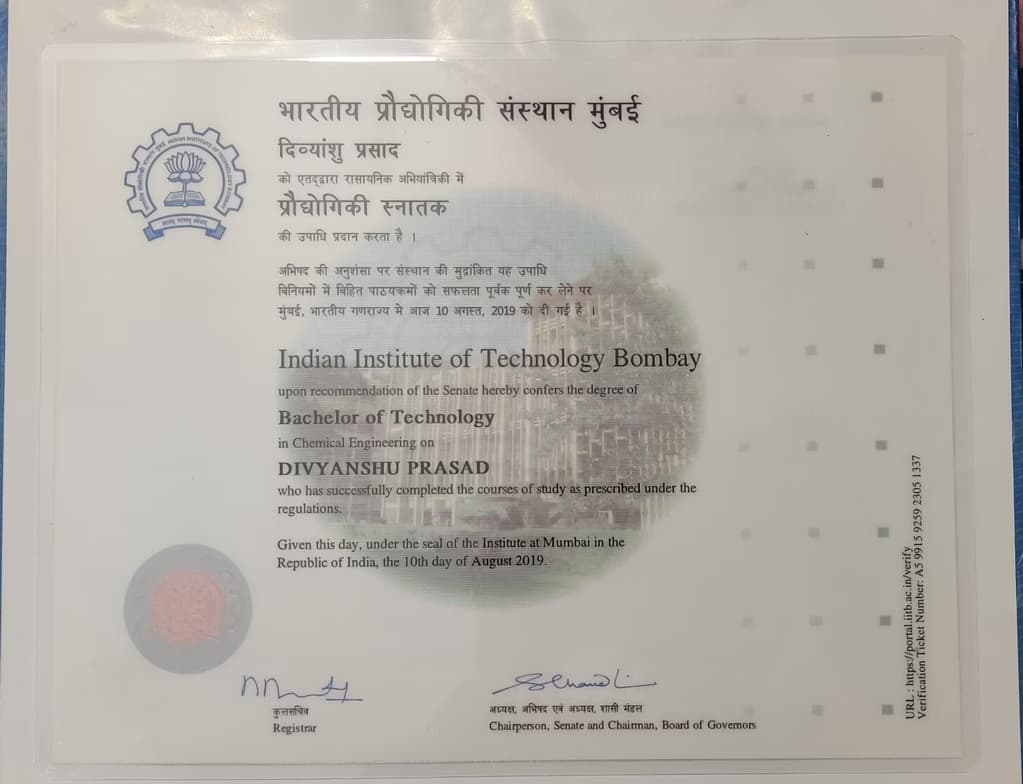 भारतीय प्रौद्योगिकी संस्थान मुंबई
दिव्यांशु प्रसाद
को एतद्द्वारा रासायनिक अभियांत्रिकी में
प्रौद्योगिकी स्नातक
की उपाधि प्रदान करता है ।
अभिषद की अनुशंसा पर संस्थान की मुद्रांकित यह उपाधि
विनियमों में विहित पाठयक्रमों को सफलता पूर्वक पूर्ण कर लेने पर
मुंबई, भारतीय गणराज्य मे आज 10 अगस्त, 2019 को दी गई है ।
Indian Institute of Technology Bombay
upon recommendation of the Senate hereby confers the degree of
Bachelor of Technology
in Chemical Engineering on
DIVYANSHU PRASAD
who has successfully completed the courses of study as prescribed under the
regulations.
Given this day, under the seal of the Institute at Mumbai in the
Republic of India, the 10th day of August 2019.
कुलसचिव
Registrar
अध्यक्ष, अभिषद एवं अध्यक्ष, शासी मंडल
Chairperson, Senate and Chairman, Board of Governors
URL : https://portal.iitb.ac.in/verify
Verification Ticket Number: A5 9915 9259 2305 1337